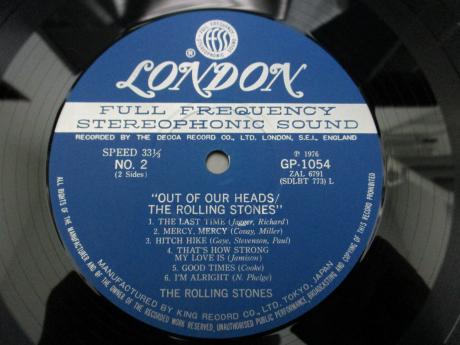 FULL FREQUENCY
STEREOPHONIC
®
LONDON
FULL FREQUENCY
STEREOPHONIC SOUND
RECORDED BY THE DECCA RECORD CO., LTD. LONDON, S.E.I., ENGLAND
SPEED 33⅓
NO. 2
(2 Sides)
℗ 1976
GP-1054
ZAL 6791
(SDLBT 773) L
"OUT OF OUR HEADS/
THE ROLLING STONES"
1. THE LAST TIME (Jagger, Richard)
2. MERCY, MERCY (Covay, Miller)
3. HITCH HIKE (Gaye, Stevenson, Paul)
4. THAT'S HOW STRONG
MY LOVE IS (Jamison)
5. GOOD TIMES (Cooke)
6. I'M ALRIGHT (N. Phelge)
THE ROLLING STONES
MANUFACTURED BY KING RECORD CO., LTD. TOKYO, JAPAN
ALL RIGHTS OF THE MANUFACTURER AND OF THE OWNER OF THE RECORDED WORK RESERVED, UNAUTHORISED PUBLIC PERFORMANCE, BROADCASTING AND COPYING OF THIS RECORD PROHIBITED